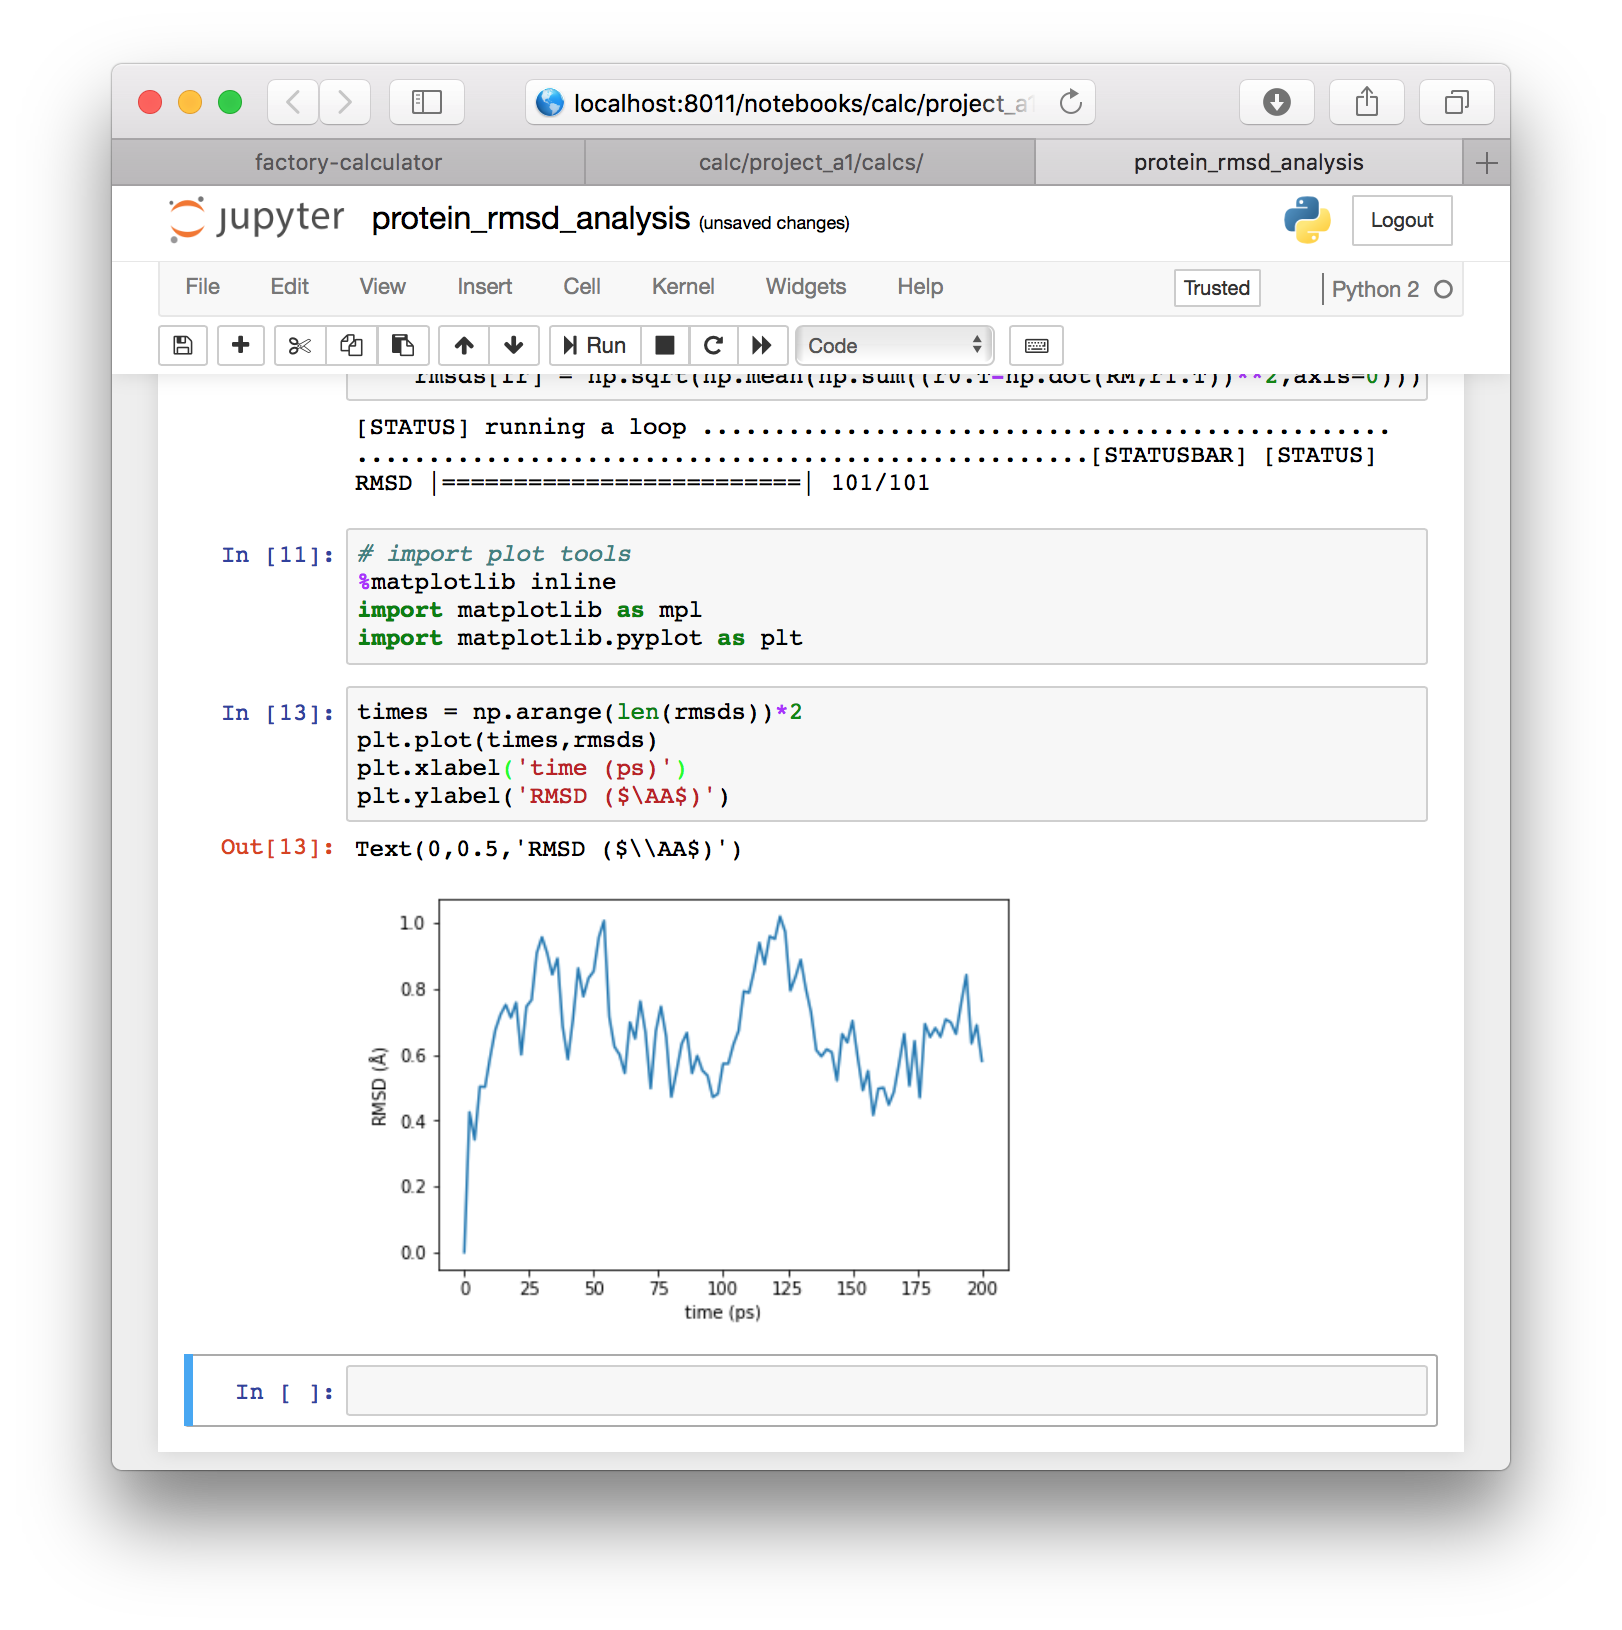 localhost:8011/notebooks/calc/project_a
factory-calculator
calc/project_a1/calcs/
protein_rmsd_analysis
jupyter protein_rmsd_analysis (unsaved changes)
Logout
File Edit View Insert Cell Kernel Widgets Help
Trusted
Python 2
Run
Code
rmsds[ir] = np.sqrt(np.mean(np.sum((r0.T-np.dot(RM,r1.T))**2,axis=0)))
[STATUS] running a loop ................................................
...................................................[STATUSBAR] [STATUS]
RMSD |=========================| 101/101
In [11]:
# import plot tools
%matplotlib inline
import matplotlib as mpl
import matplotlib.pyplot as plt
In [13]:
times = np.arange(len(rmsds))*2
plt.plot(times,rmsds)
plt.xlabel('time (ps)')
plt.ylabel('RMSD ($\AA$)')
Out[13]:
Text(0,0.5,'RMSD ($\\AA$)')
1.0
0.8
0.6
0.4
0.2
0.0
RMSD (Å)
0 25 50 75 100 125 150 175 200
time (ps)
In [ ]: